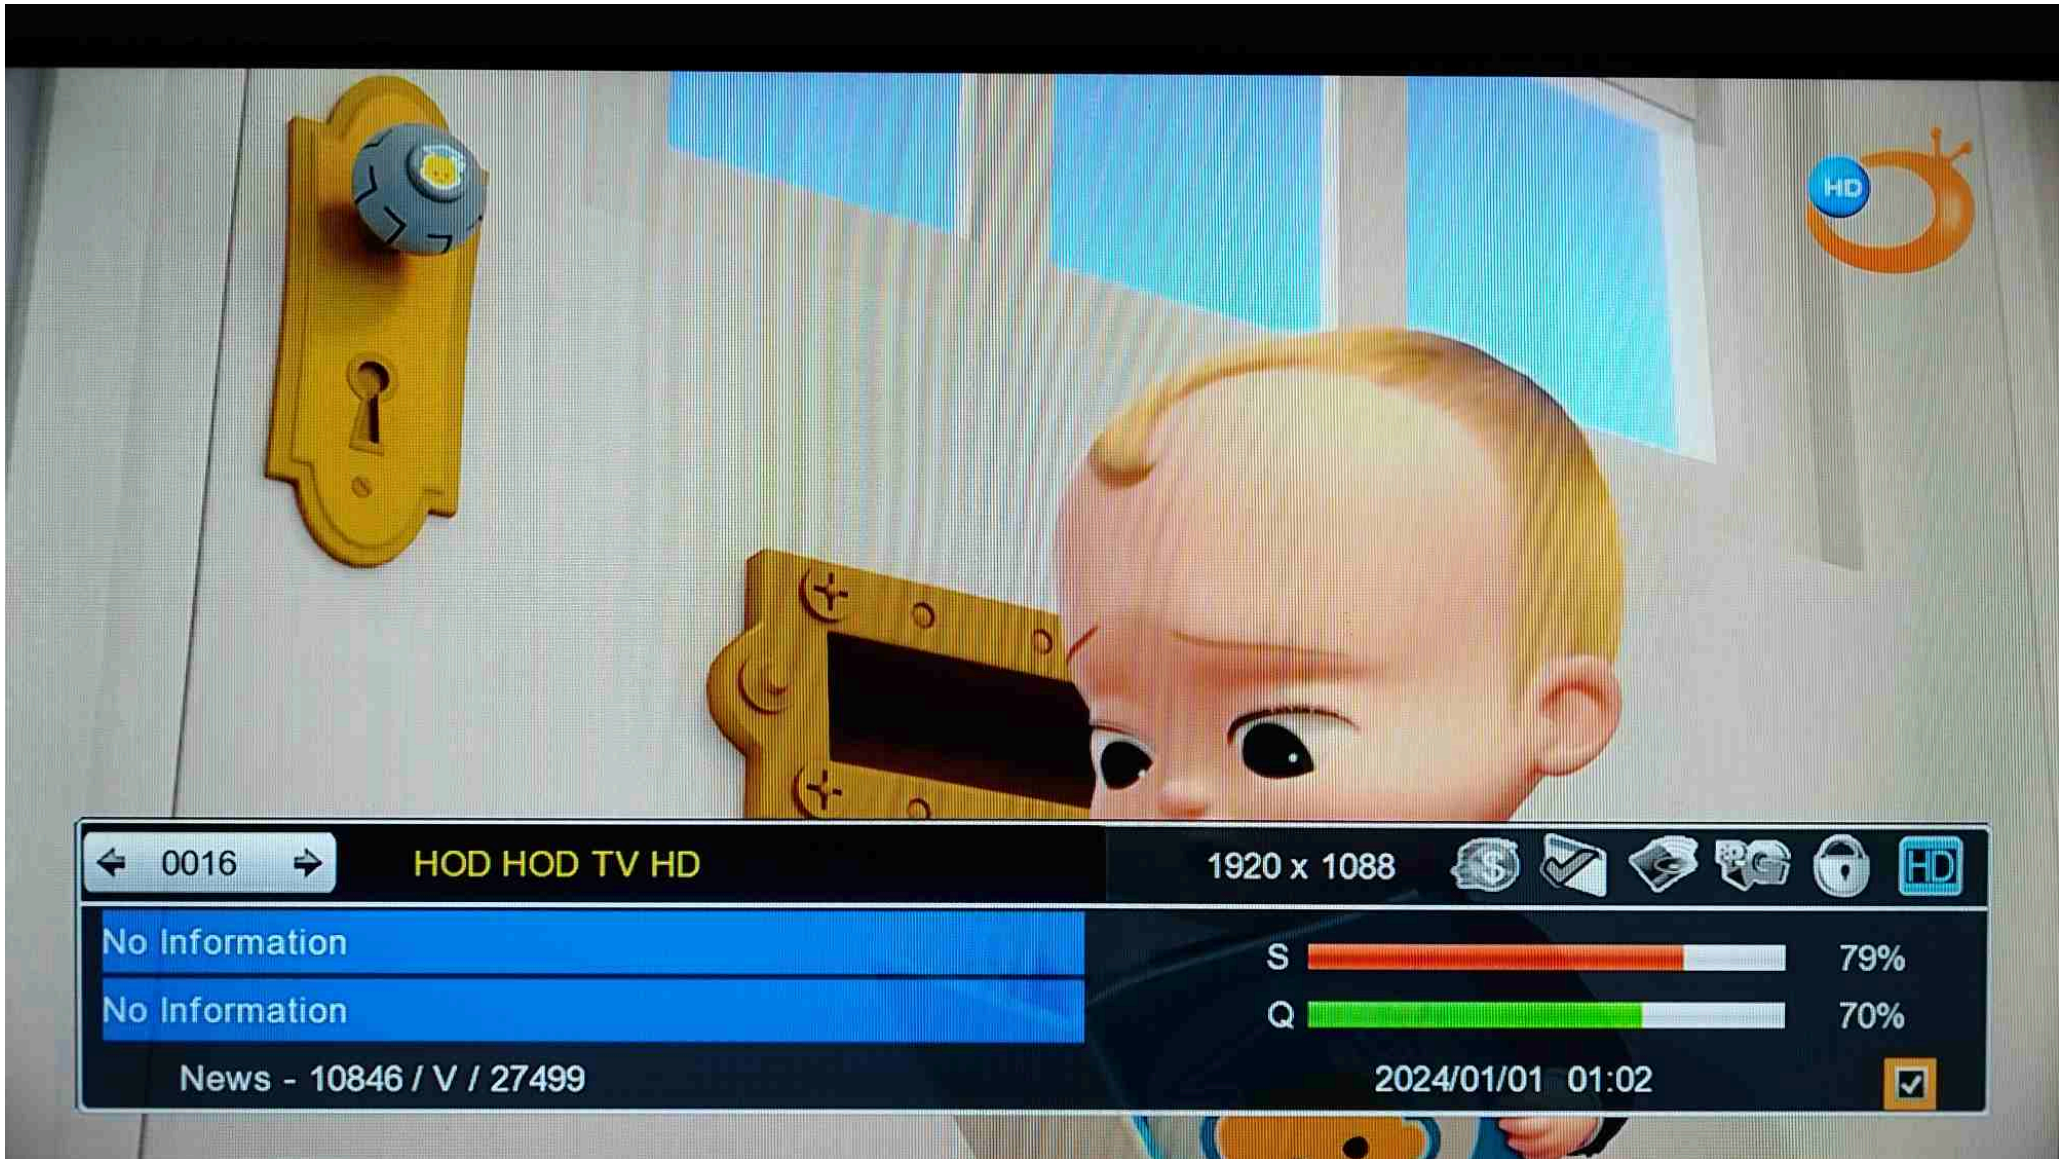 HD
0016
HOD HOD TV HD
1920 x 1088
HD
No Information
S
79%
No Information
Q
70%
News - 10846 / V / 27499
2024/01/01 01:02